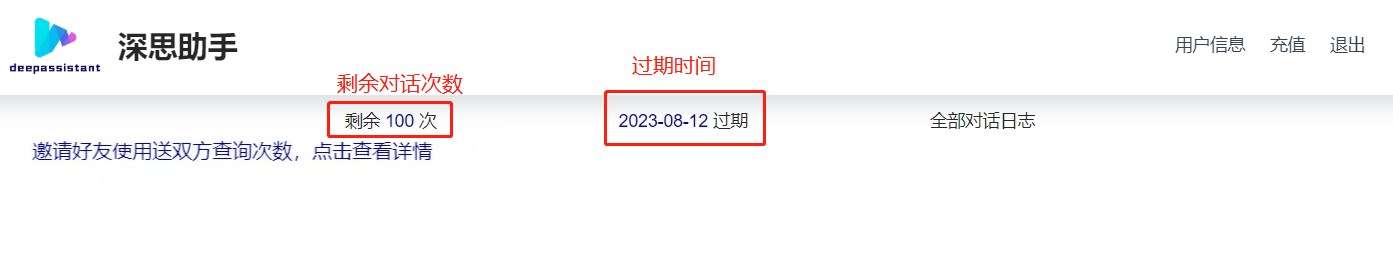 deepassistant
深思助手
用户信息 充值 退出
剩余对话次数
过期时间
剩余 100 次
2023-08-12 过期
全部对话日志
邀请好友使用送双方查询次数，点击查看详情